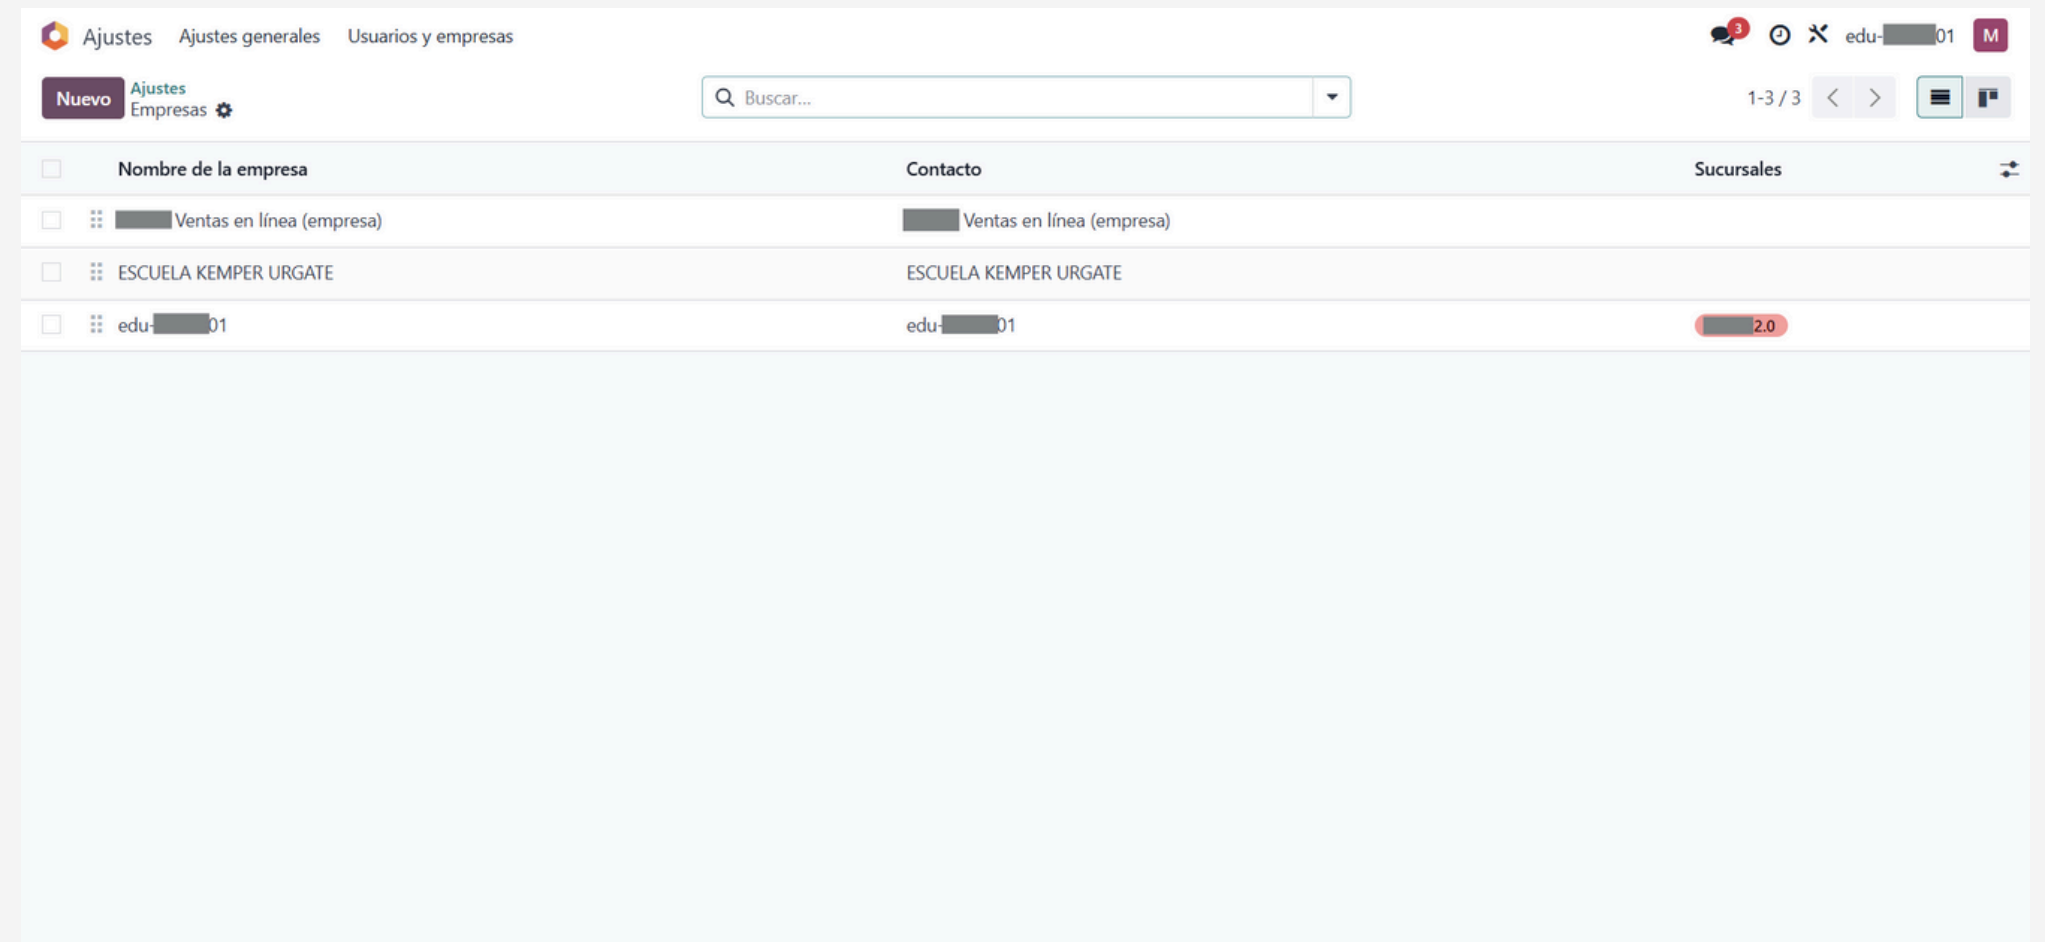 Ajustes Ajustes generales Usuarios y empresas 3 edu- 01 M
Nuevo Ajustes
Empresas
Buscar... 1-3 / 3
Nombre de la empresa Contacto Sucursales
Ventas en línea (empresa) Ventas en línea (empresa)
ESCUELA KEMPER URGATE ESCUELA KEMPER URGATE
edu- 01 edu- 01 2.0